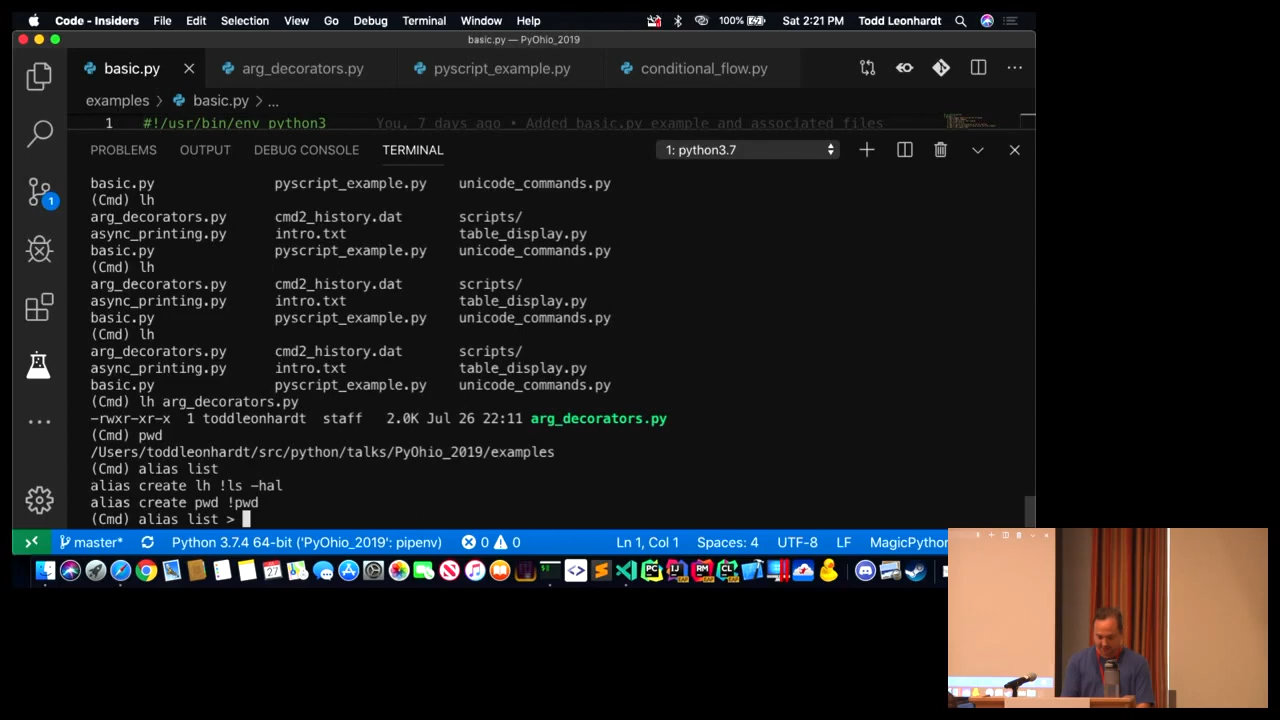 Code - Insiders File Edit Selection View Go Debug Terminal Window Help 100% Sat 2:21 PM Todd Leonhardt
basic.py — PyOhio_2019
basic.py arg_decorators.py pyscript_example.py conditional_flow.py
examples > basic.py > ...
1 #!/usr/bin/env python3 You, 7 days ago • Added basic.py example and associated files
PROBLEMS OUTPUT DEBUG CONSOLE TERMINAL 1: python3.7
basic.py pyscript_example.py unicode_commands.py
(Cmd) lh
arg_decorators.py cmd2_history.dat scripts/
async_printing.py intro.txt table_display.py
basic.py pyscript_example.py unicode_commands.py
(Cmd) lh
arg_decorators.py cmd2_history.dat scripts/
async_printing.py intro.txt table_display.py
basic.py pyscript_example.py unicode_commands.py
(Cmd) lh
arg_decorators.py cmd2_history.dat scripts/
async_printing.py intro.txt table_display.py
basic.py pyscript_example.py unicode_commands.py
(Cmd) lh arg_decorators.py
-rwxr-xr-x 1 toddleonhardt staff 2.0K Jul 26 22:11 arg_decorators.py
(Cmd) pwd
/Users/toddleonhardt/src/python/talks/PyOhio_2019/examples
(Cmd) alias list
alias create lh !ls -hal
alias create pwd !pwd
(Cmd) alias list >
master* Python 3.7.4 64-bit ('PyOhio_2019': pipenv) 0 0 Ln 1, Col 1 Spaces: 4 UTF-8 LF MagicPython